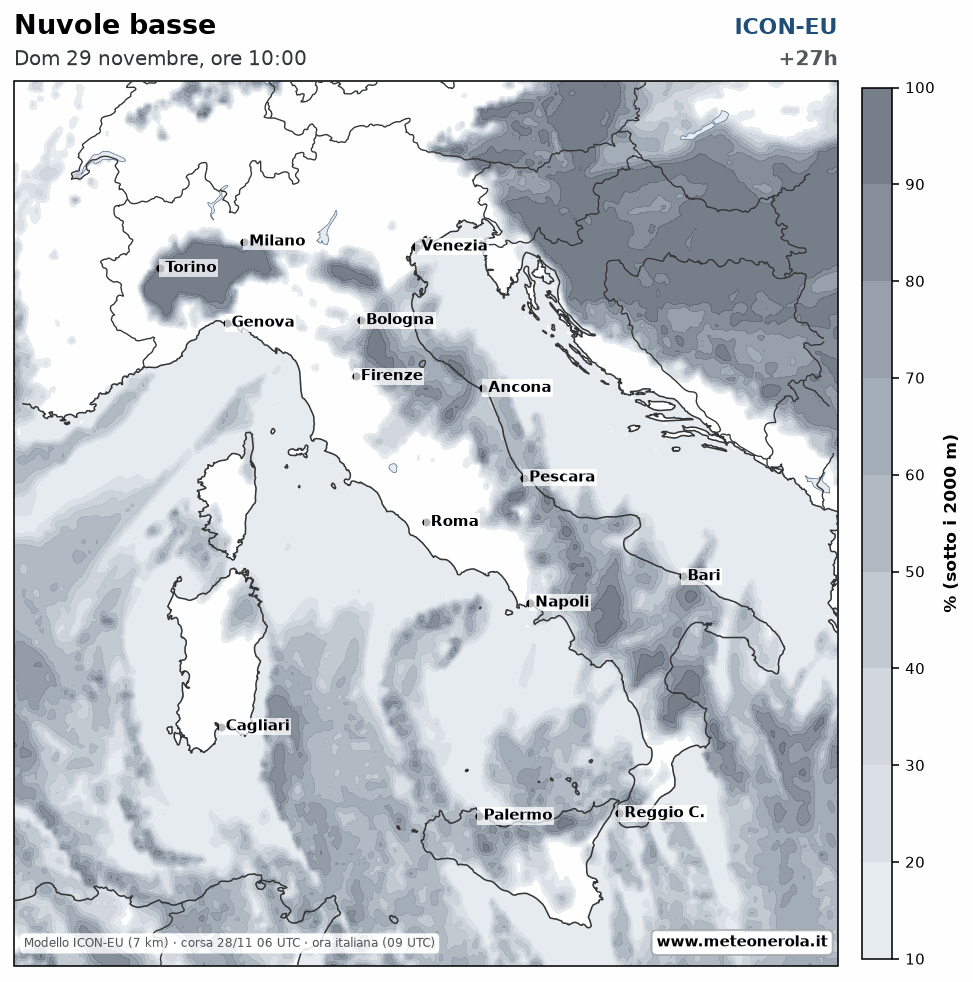 Nuvole basse
ICON-EU
Dom 29 novembre, ore 10:00
+27h
Milano
Venezia
Torino
Bologna
Genova
Firenze
Ancona
Pescara
Roma
Bari
Napoli
Cagliari
Palermo
Reggio C.
100
90
80
70
60
50
40
30
20
10
% (sotto i 2000 m)
Modello ICON-EU (7 km) · corsa 28/11 06 UTC · ora italiana (09 UTC)
www.meteonerola.it